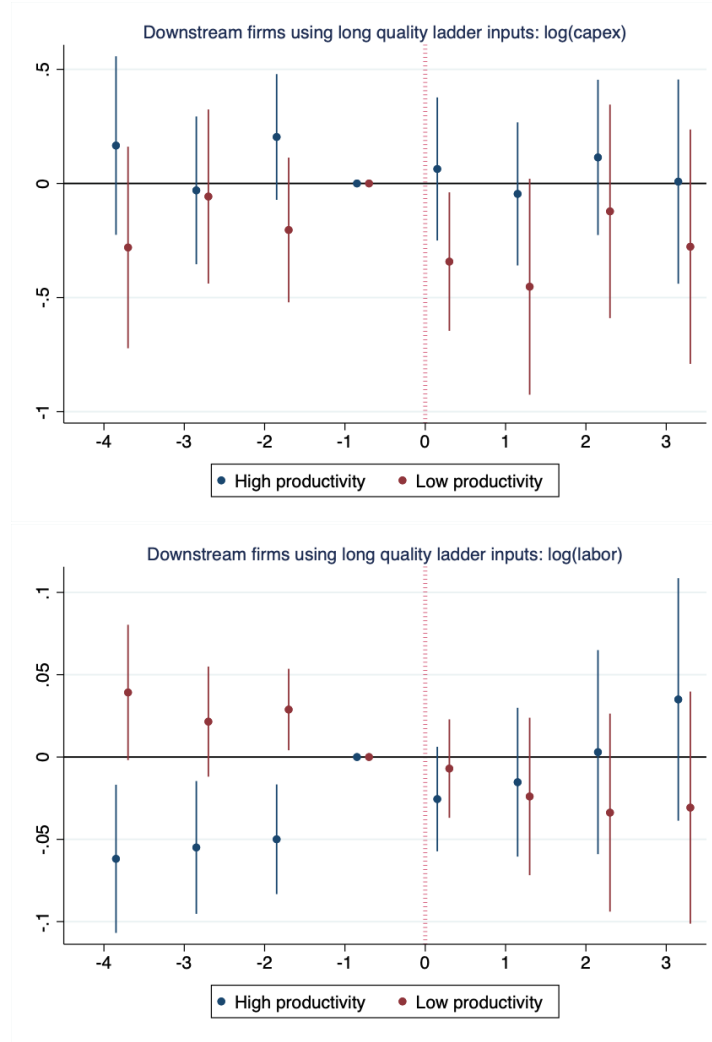 Downstream firms using long quality ladder inputs: log(capex)
.5
0
-.5
-1
-4 -3 -2 -1 0 1 2 3
High productivity Low productivity
Downstream firms using long quality ladder inputs: log(labor)
.1
.05
0
-.05
-.1
-4 -3 -2 -1 0 1 2 3
High productivity Low productivity